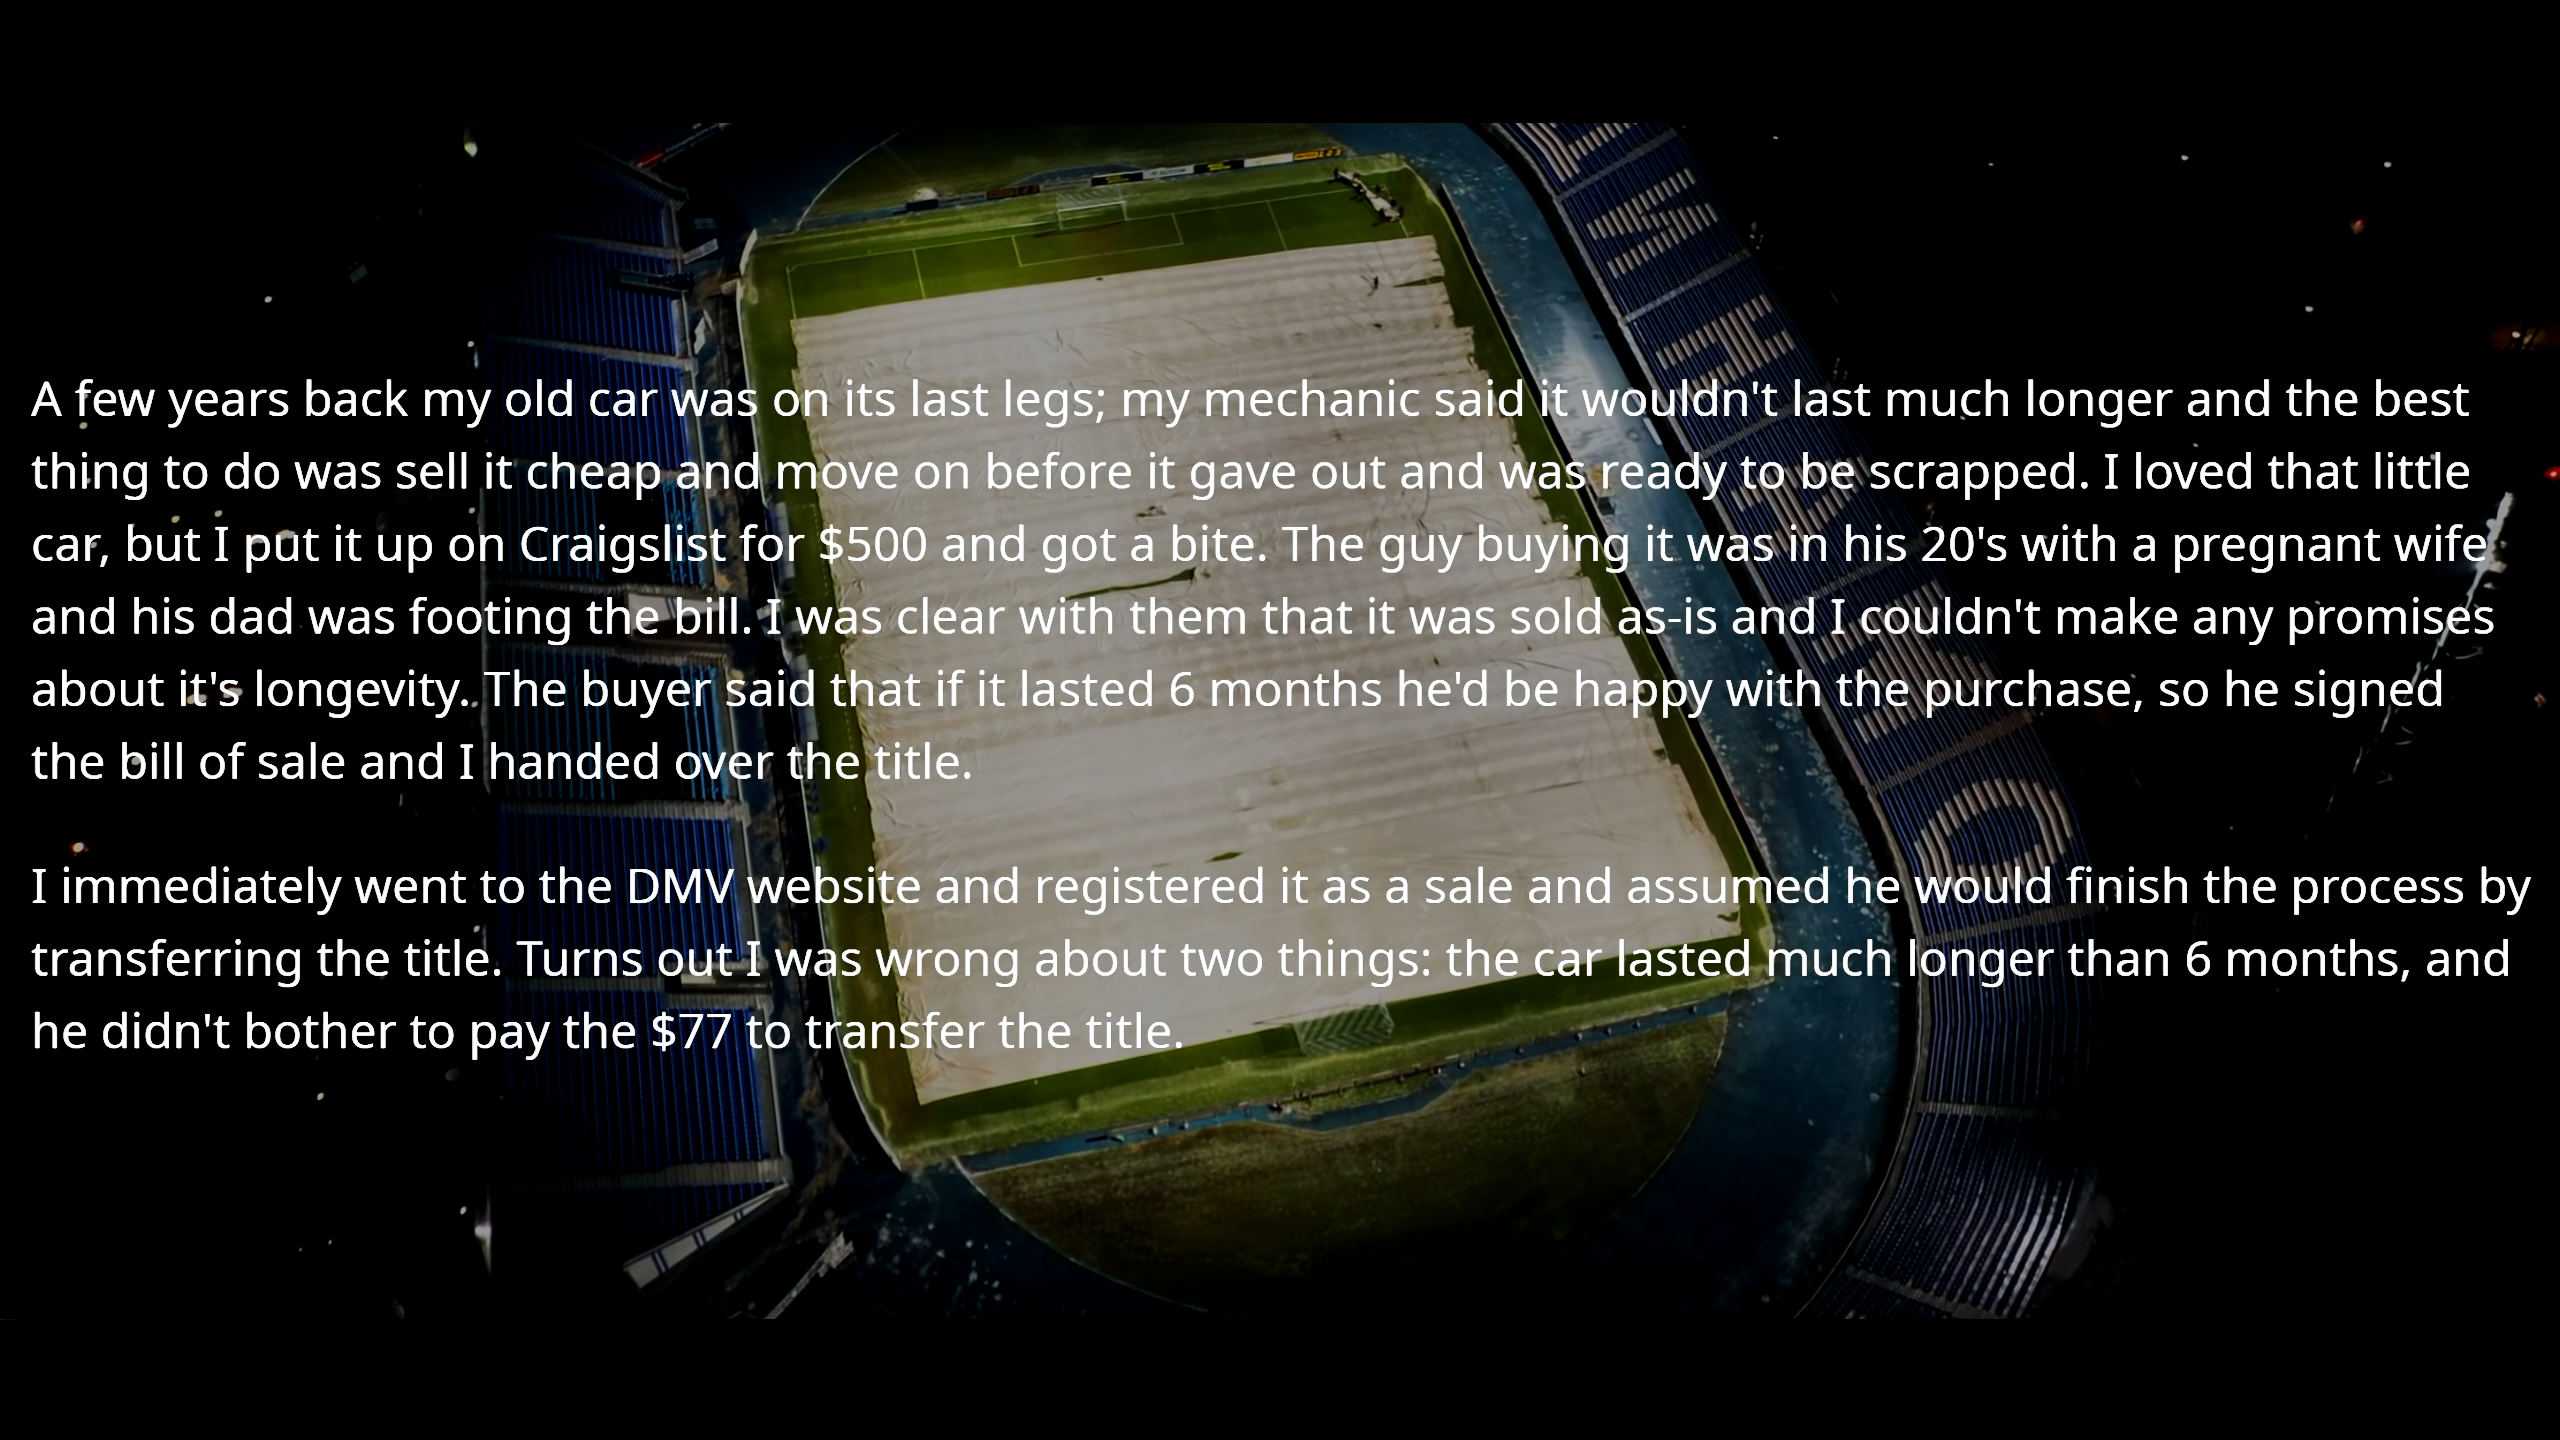 A few years back my old car was on its last legs; my mechanic said it wouldn't last much longer and the best
thing to do was sell it cheap and move on before it gave out and was ready to be scrapped. I loved that little
car, but I put it up on Craigslist for $500 and got a bite. The guy buying it was in his 20's with a pregnant wife
and his dad was footing the bill. I was clear with them that it was sold as-is and I couldn't make any promises
about it's longevity. The buyer said that if it lasted 6 months he'd be happy with the purchase, so he signed
the bill of sale and I handed over the title.
I immediately went to the DMV website and registered it as a sale and assumed he would finish the process by
transferring the title. Turns out I was wrong about two things: the car lasted much longer than 6 months, and
he didn't bother to pay the $77 to transfer the title.